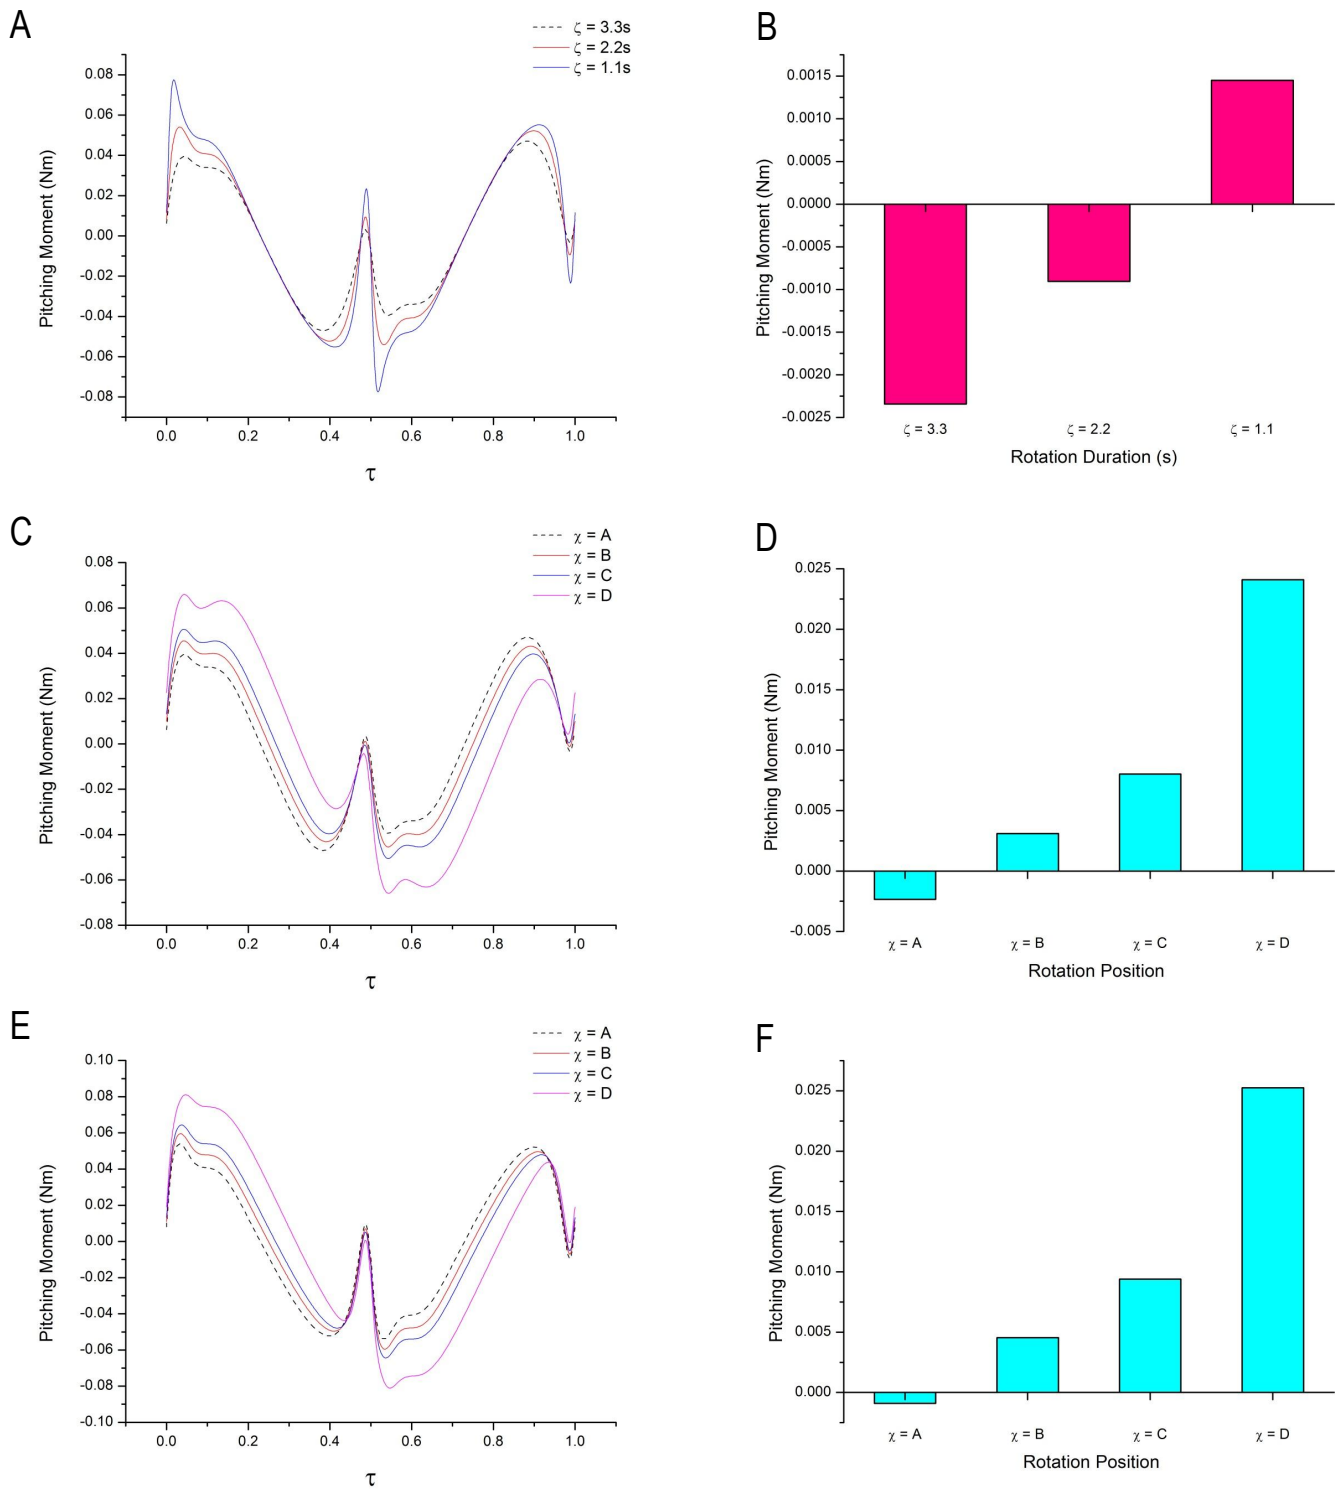 A
ζ = 3.3s
ζ = 2.2s
ζ = 1.1s
Pitching Moment (Nm)
0.08
0.06
0.04
0.02
0.00
-0.02
-0.04
-0.06
-0.08
0.0 0.2 0.4 0.6 0.8 1.0
τ
B
Pitching Moment (Nm)
0.0015
0.0010
0.0005
0.0000
-0.0005
-0.0010
-0.0015
-0.0020
-0.0025
ζ = 3.3 ζ = 2.2 ζ = 1.1
Rotation Duration (s)
C
χ = A
χ = B
χ = C
χ = D
Pitching Moment (Nm)
0.08
0.06
0.04
0.02
0.00
-0.02
-0.04
-0.06
-0.08
0.0 0.2 0.4 0.6 0.8 1.0
τ
D
Pitching Moment (Nm)
0.025
0.020
0.015
0.010
0.005
0.000
-0.005
χ = A χ = B χ = C χ = D
Rotation Position
E
χ = A
χ = B
χ = C
χ = D
Pitching Moment (Nm)
0.10
0.08
0.06
0.04
0.02
0.00
-0.02
-0.04
-0.06
-0.08
-0.10
0.0 0.2 0.4 0.6 0.8 1.0
τ
F
Pitching Moment (Nm)
0.025
0.020
0.015
0.010
0.005
0.000
χ = A χ = B χ = C χ = D
Rotation Position